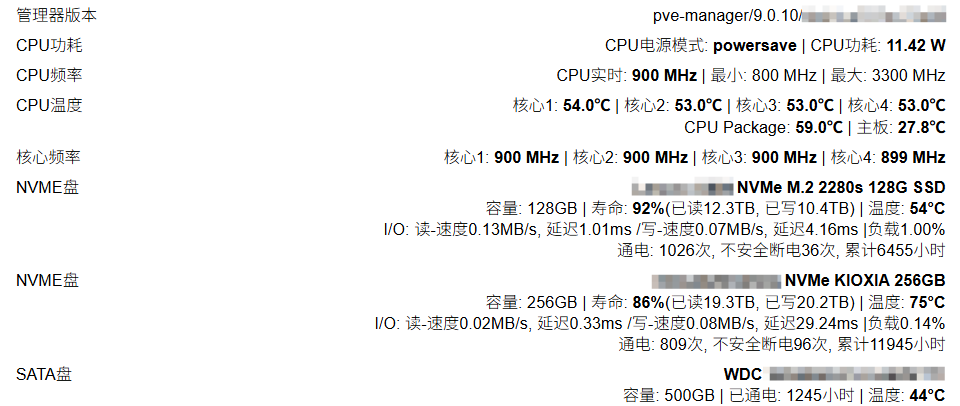 管理器版本 pve-manager/9.0.10/
CPU功耗 CPU电源模式: powersave | CPU功耗: 11.42 W
CPU频率 CPU实时: 900 MHz | 最小: 800 MHz | 最大: 3300 MHz
CPU温度 核心1: 54.0℃ | 核心2: 53.0℃ | 核心3: 53.0℃ | 核心4: 53.0℃
CPU Package: 59.0℃ | 主板: 27.8℃
核心频率 核心1: 900 MHz | 核心2: 900 MHz | 核心3: 900 MHz | 核心4: 899 MHz
NVME盘 NVMe M.2 2280s 128G SSD
容量: 128GB | 寿命: 92%(已读12.3TB, 已写10.4TB) | 温度: 54°C
I/O: 读-速度0.13MB/s, 延迟1.01ms /写-速度0.07MB/s, 延迟4.16ms |负载1.00%
通电: 1026次, 不安全断电36次, 累计6455小时
NVME盘 NVMe KIOXIA 256GB
容量: 256GB | 寿命: 86%(已读19.3TB, 已写20.2TB) | 温度: 75°C
I/O: 读-速度0.02MB/s, 延迟0.33ms /写-速度0.08MB/s, 延迟29.24ms |负载0.14%
通电: 809次, 不安全断电96次, 累计11945小时
SATA盘 WDC
容量: 500GB | 已通电: 1245小时 | 温度: 44°C